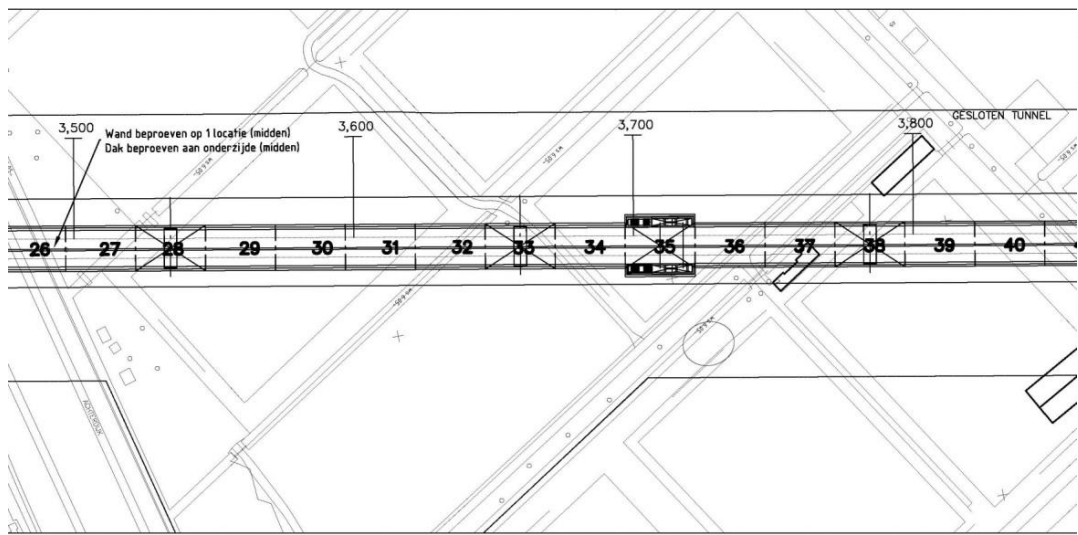 3,500
Wand beproeven op 1 locatie (midden)
Dak beproeven aan onderzijde (midden)
3,600
3,700
3,800
GESLOTEN TUNNEL
26 27 28 29 30 31 32 33 34 35 36 37 38 39 40
ACHTERDIJK